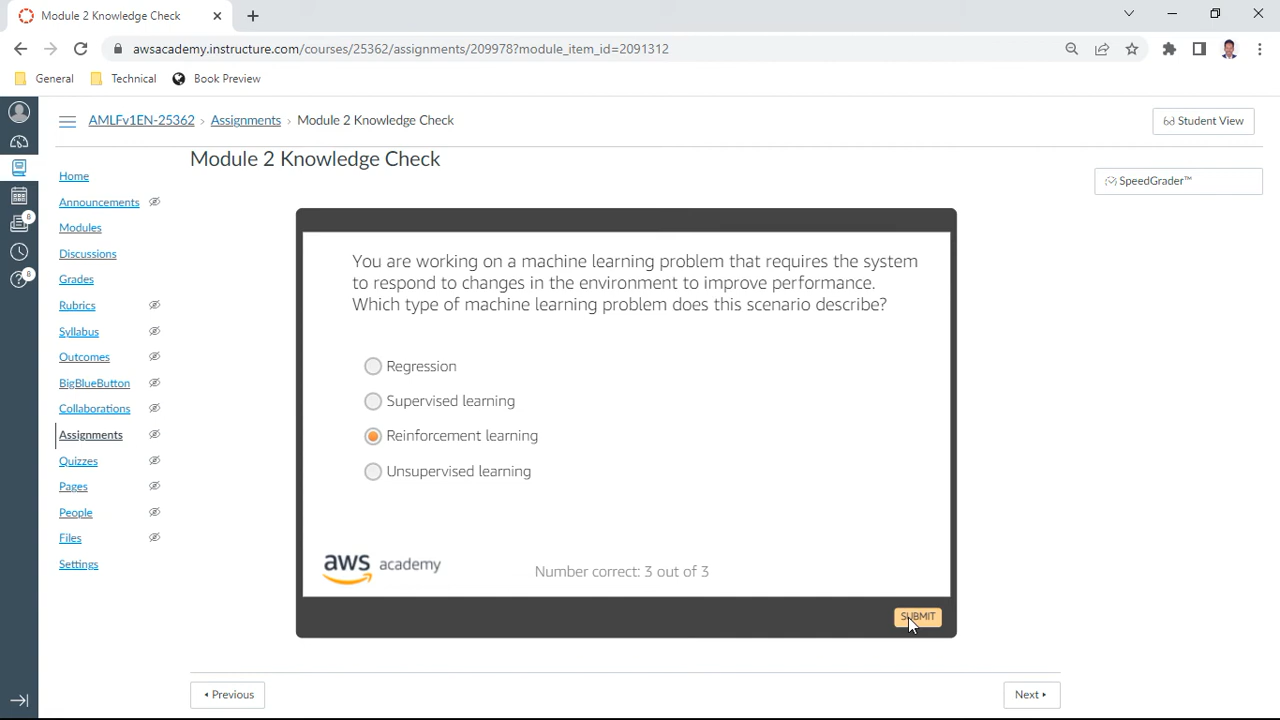 Module 2 Knowledge Check
awsacademy.instructure.com/courses/25362/assignments/209978?module_item_id=2091312
General
Technical
Book Preview
AMLFv1EN-25362 › Assignments › Module 2 Knowledge Check
Student View
Module 2 Knowledge Check
SpeedGrader™
Home
Announcements
Modules
Discussions
Grades
Rubrics
Syllabus
Outcomes
BigBlueButton
Collaborations
Assignments
Quizzes
Pages
People
Files
Settings
8
8
You are working on a machine learning problem that requires the system
to respond to changes in the environment to improve performance.
Which type of machine learning problem does this scenario describe?
Regression
Supervised learning
Reinforcement learning
Unsupervised learning
aws academy
Number correct: 3 out of 3
SUBMIT
Previous
Next